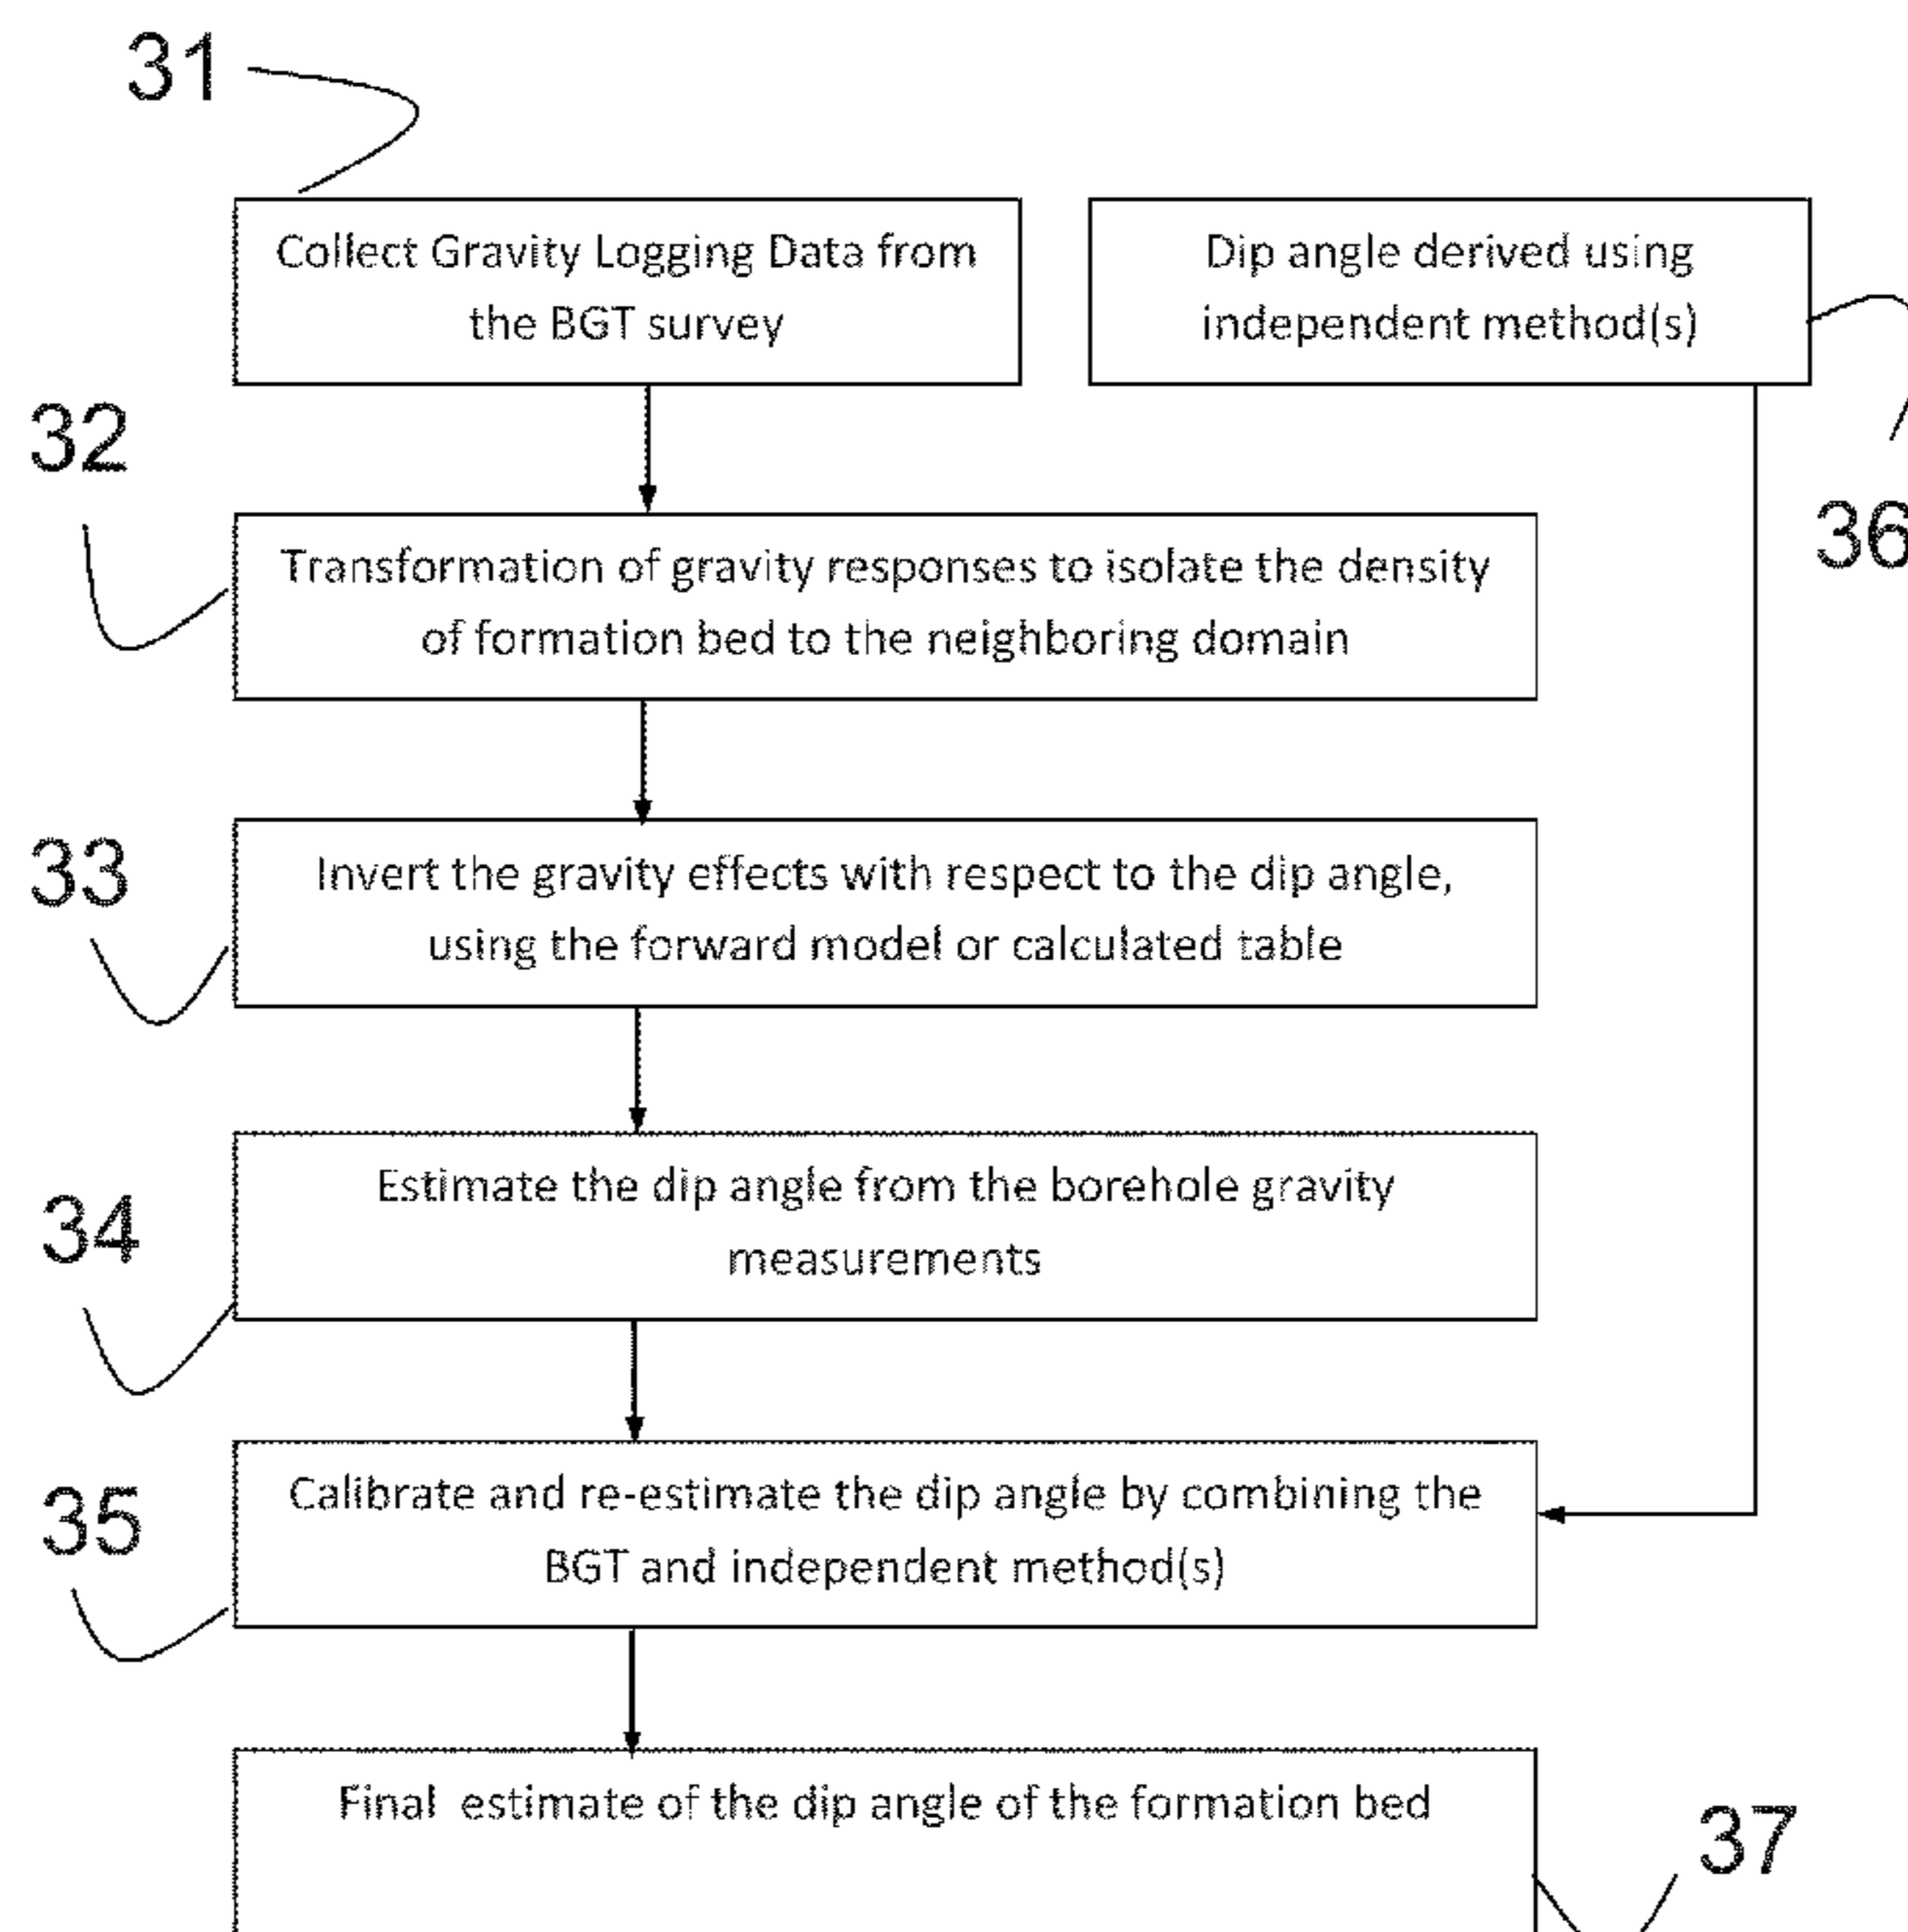 31
Collect Gravity Logging Data from
the BGT survey
Dip angle derived using
independent method(s)
36
32
Transformation of gravity responses to isolate the density
of formation bed to the neighboring domain
33
Invert the gravity effects with respect to the dip angle,
using the forward model or calculated table
34
Estimate the dip angle from the borehole gravity
measurements
35
Calibrate and re-estimate the dip angle by combining the
BGT and independent method(s)
Final estimate of the dip angle of the formation bed
37